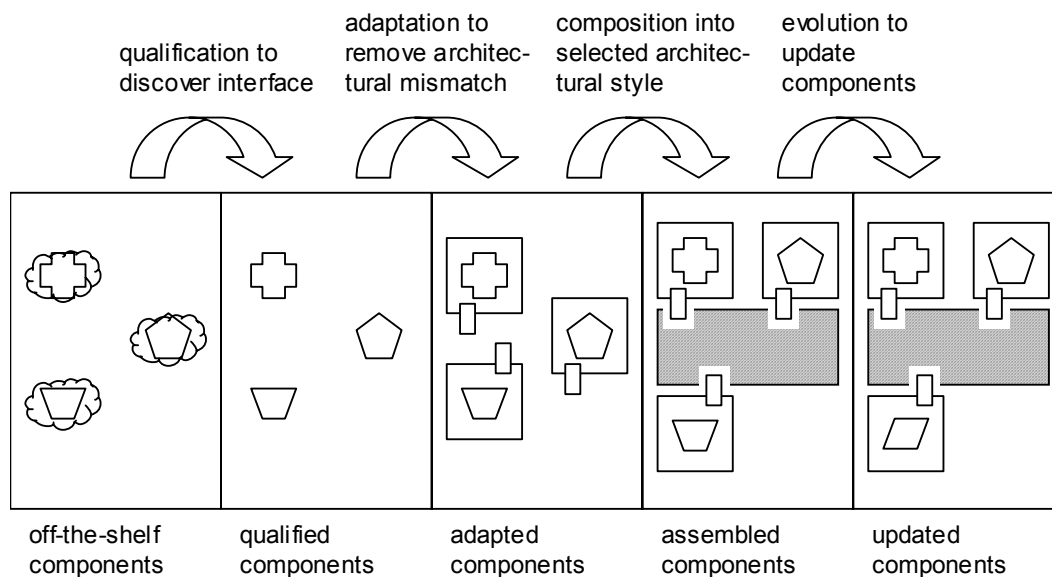 qualification to
discover interface
adaptation to
remove architec-
tural mismatch
composition into
selected architec-
tural style
evolution to
update
components
off-the-shelf
components
qualified
components
adapted
components
assembled
components
updated
components